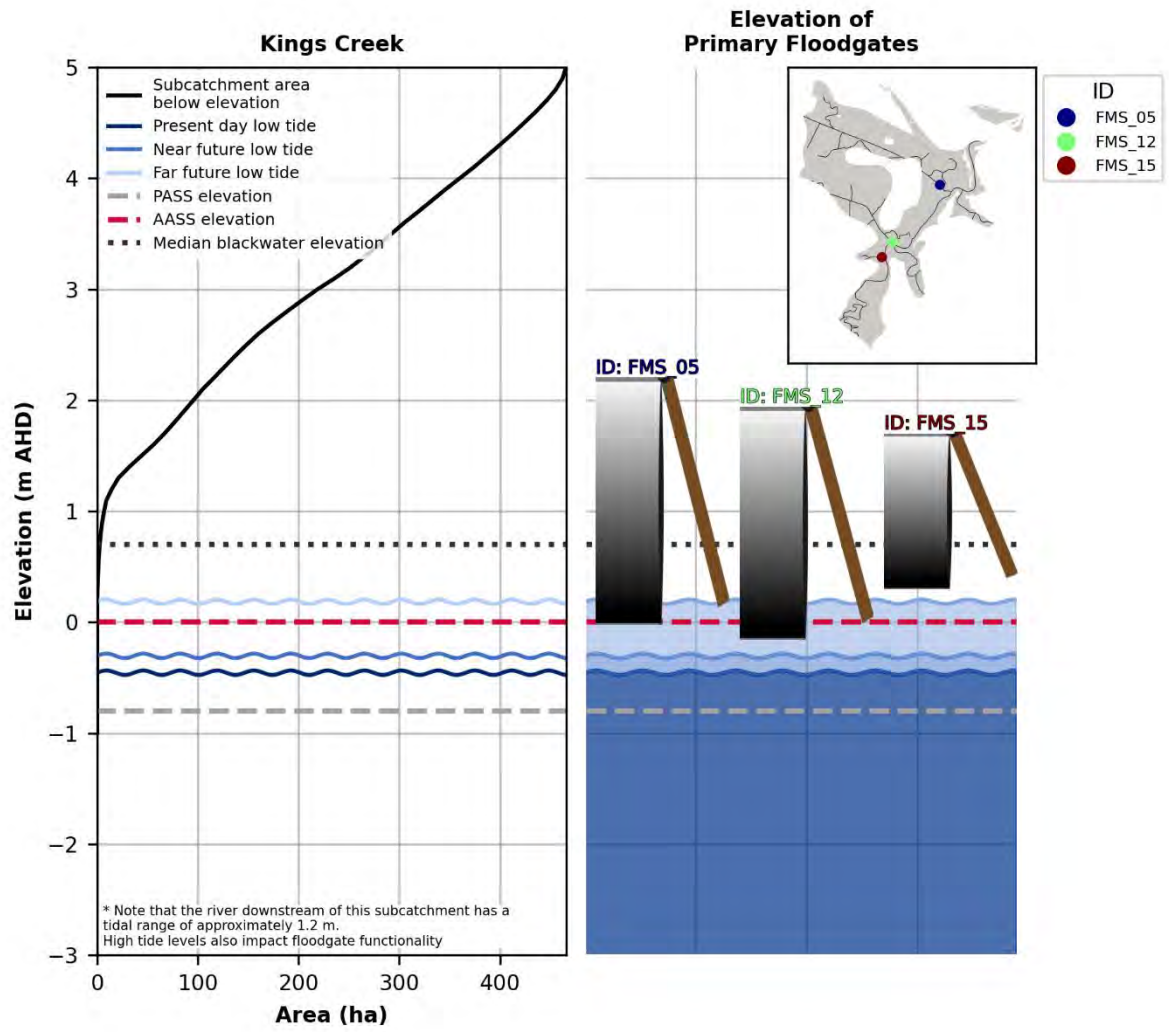 Kings Creek
Elevation of
Primary Floodgates
5
4
3
2
1
0
−1
−2
−3
Elevation (m AHD)
Subcatchment area
below elevation
Present day low tide
Near future low tide
Far future low tide
PASS elevation
AASS elevation
Median blackwater elevation
* Note that the river downstream of this subcatchment has a
tidal range of approximately 1.2 m.
High tide levels also impact floodgate functionality
0
100
200
300
400
Area (ha)
ID: FMS_05
ID: FMS_12
ID: FMS_15
ID
FMS_05
FMS_12
FMS_15